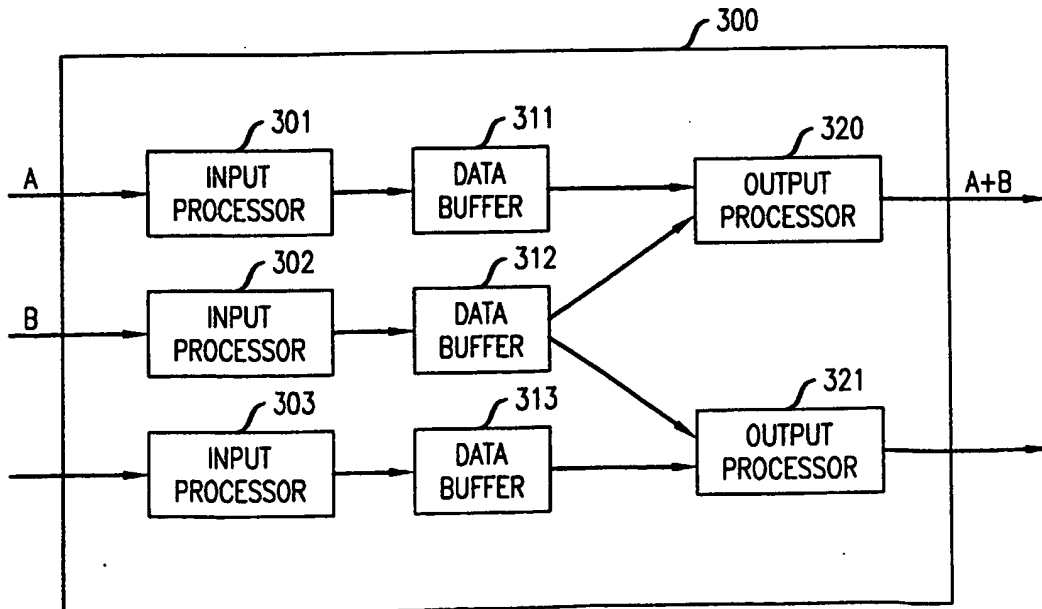 300
301
311
320
A
INPUT
PROCESSOR
DATA
BUFFER
OUTPUT
PROCESSOR
A+B
302
312
B
INPUT
PROCESSOR
DATA
BUFFER
303
313
321
INPUT
PROCESSOR
DATA
BUFFER
OUTPUT
PROCESSOR